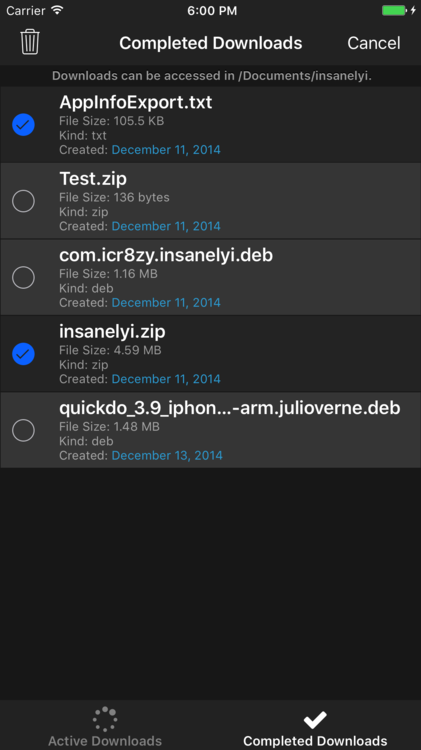 Carrier 6:00 PM
Completed Downloads Cancel
Downloads can be accessed in /Documents/insanelyi.
AppInfoExport.txt
File Size: 105.5 KB
Kind: txt
Created: December 11, 2014
Test.zip
File Size: 136 bytes
Kind: zip
Created: December 11, 2014
com.icr8zy.insanelyi.deb
File Size: 1.16 MB
Kind: deb
Created: December 11, 2014
insanelyi.zip
File Size: 4.59 MB
Kind: zip
Created: December 11, 2014
quickdo_3.9_iphon...-arm.julioverne.deb
File Size: 1.48 MB
Kind: deb
Created: December 13, 2014
Active Downloads Completed Downloads